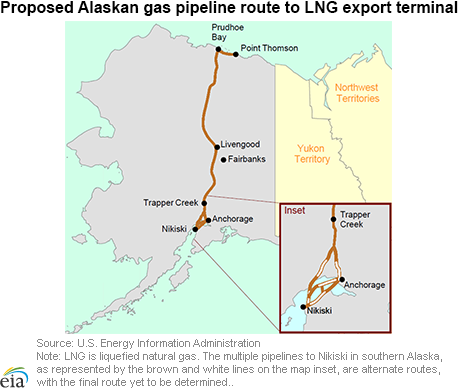 Proposed Alaskan gas pipeline route to LNG export terminal
Prudhoe
Bay
Point Thomson
Northwest
Territories
Livengood
Yukon
Territory
Fairbanks
Trapper Creek
Anchorage
Nikiski
Inset
Trapper
Creek
Anchorage
Nikiski
Source: U.S. Energy Information Administration
Note: LNG is liquefied natural gas. The multiple pipelines to Nikiski in southern Alaska,
as represented by the brown and white lines on the map inset, are alternate routes,
with the final route yet to be determined..
eia